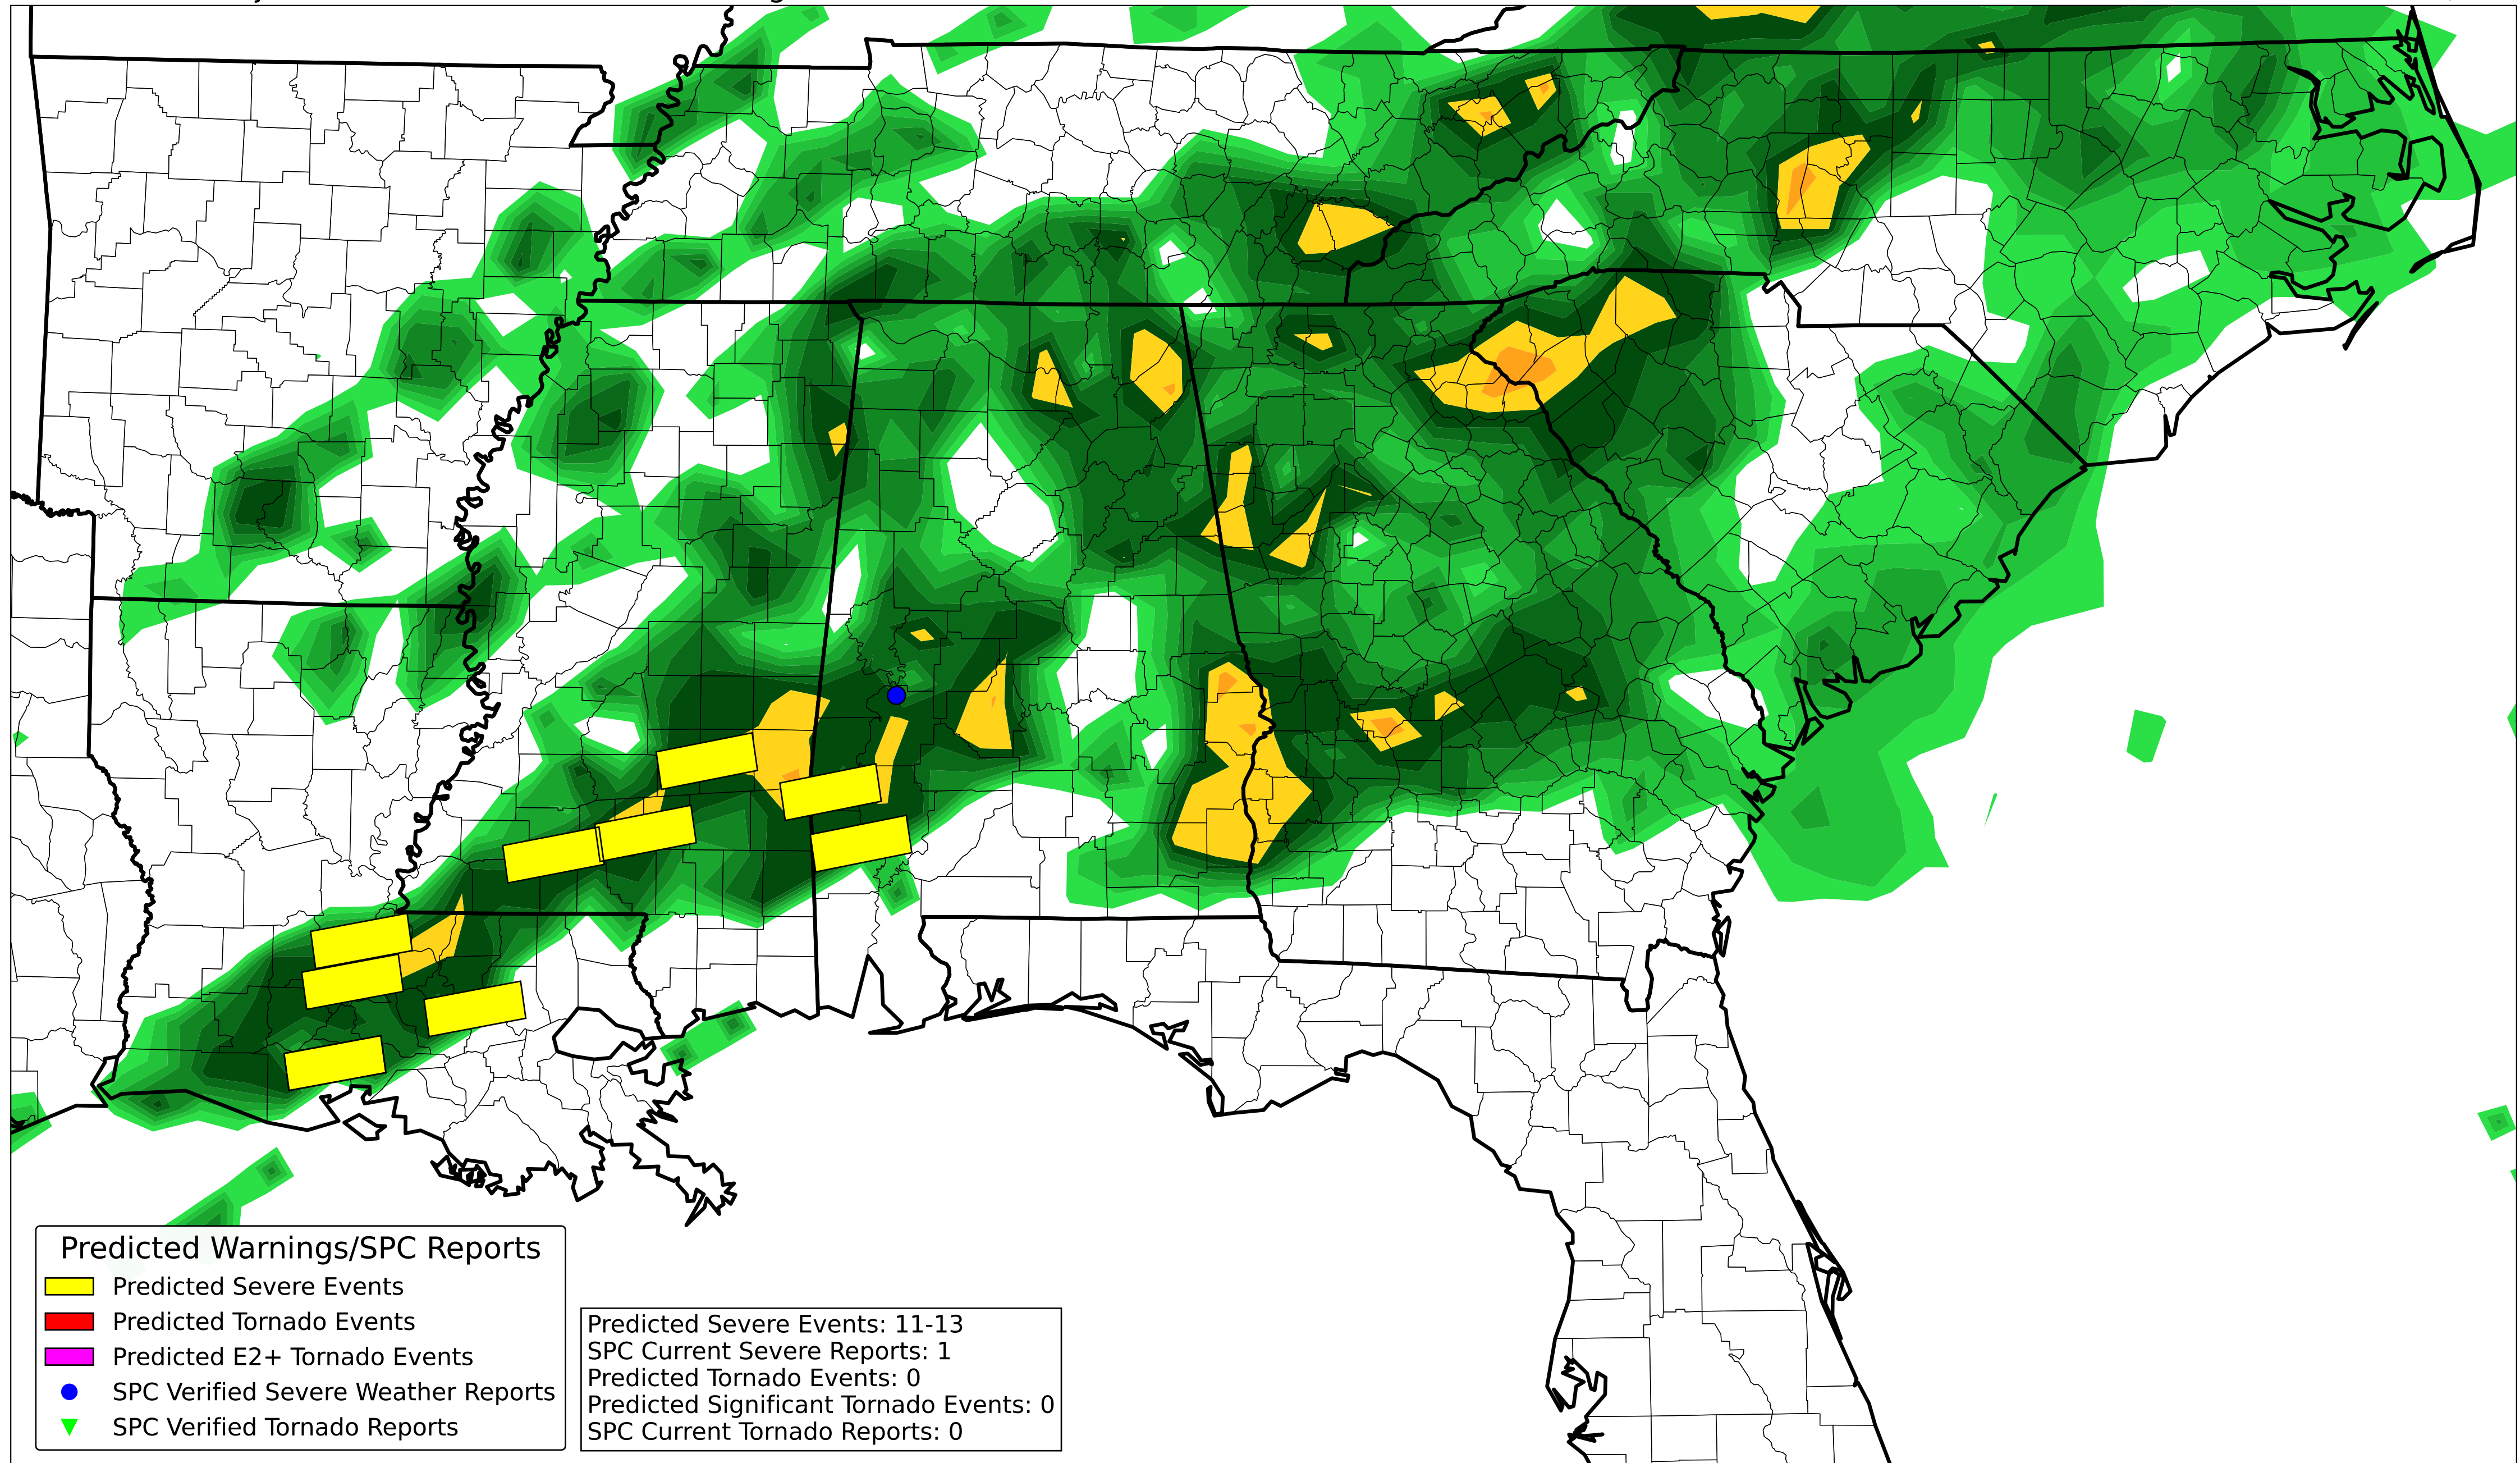 Predicted Warnings/SPC Reports
Predicted Severe Events
Predicted Tornado Events
Predicted E2+ Tornado Events
SPC Verified Severe Weather Reports
SPC Verified Tornado Reports
Predicted Severe Events: 11-13
SPC Current Severe Reports: 1
Predicted Tornado Events: 0
Predicted Significant Tornado Events: 0
SPC Current Tornado Reports: 0